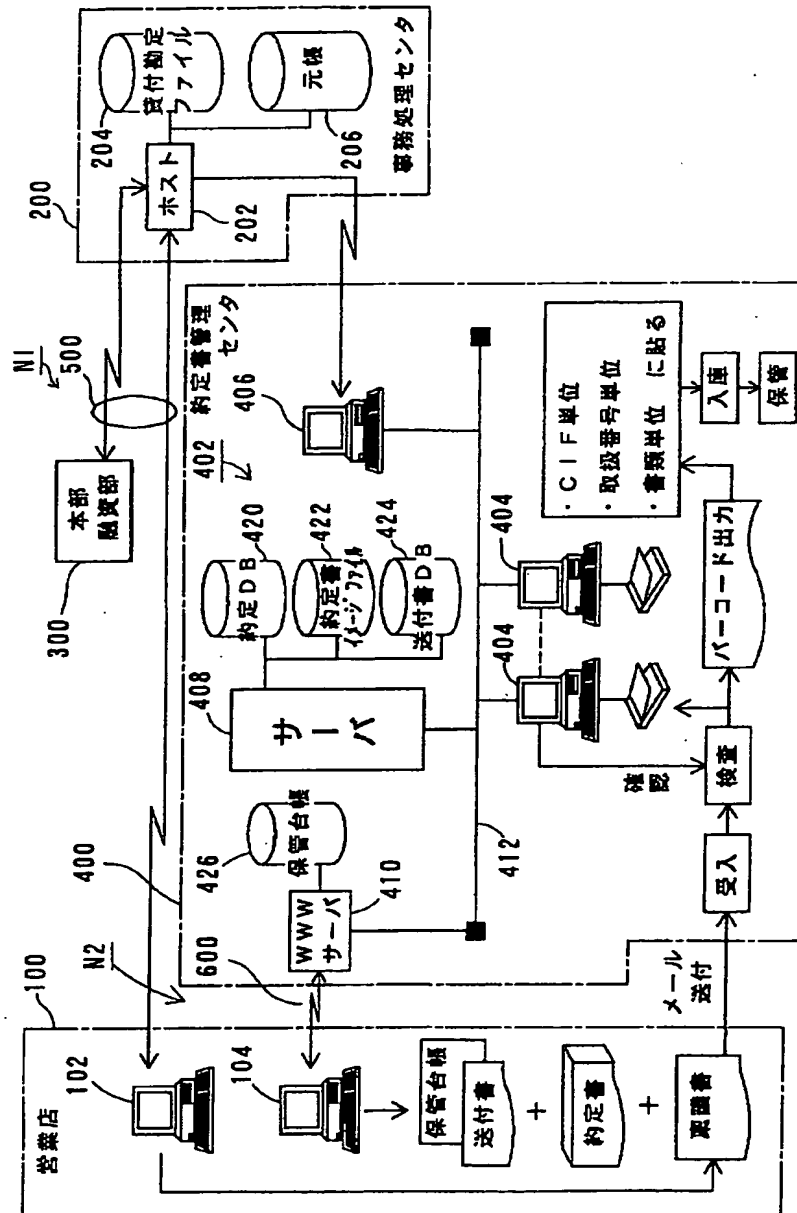 営業店
100
102
104
保管台帳
送付書
+
約定書
+
稟議書
メール
送付
N2
600
400
約定書管理
センタ
402
WWW
サーバ
410
426
保管台帳
408
サーバ
約定DB
420
約定書
イメージファイル
422
送付書DB
424
406
412
404
404
受入
検査
確認
バーコード出力
・CIF単位
・取扱番号単位
・書類単位 に貼る
入庫
保管
300
本部
融資部
N1
500
200
ホスト
202
204
貸付勘定
ファイル
元帳
206
事務処理センタ